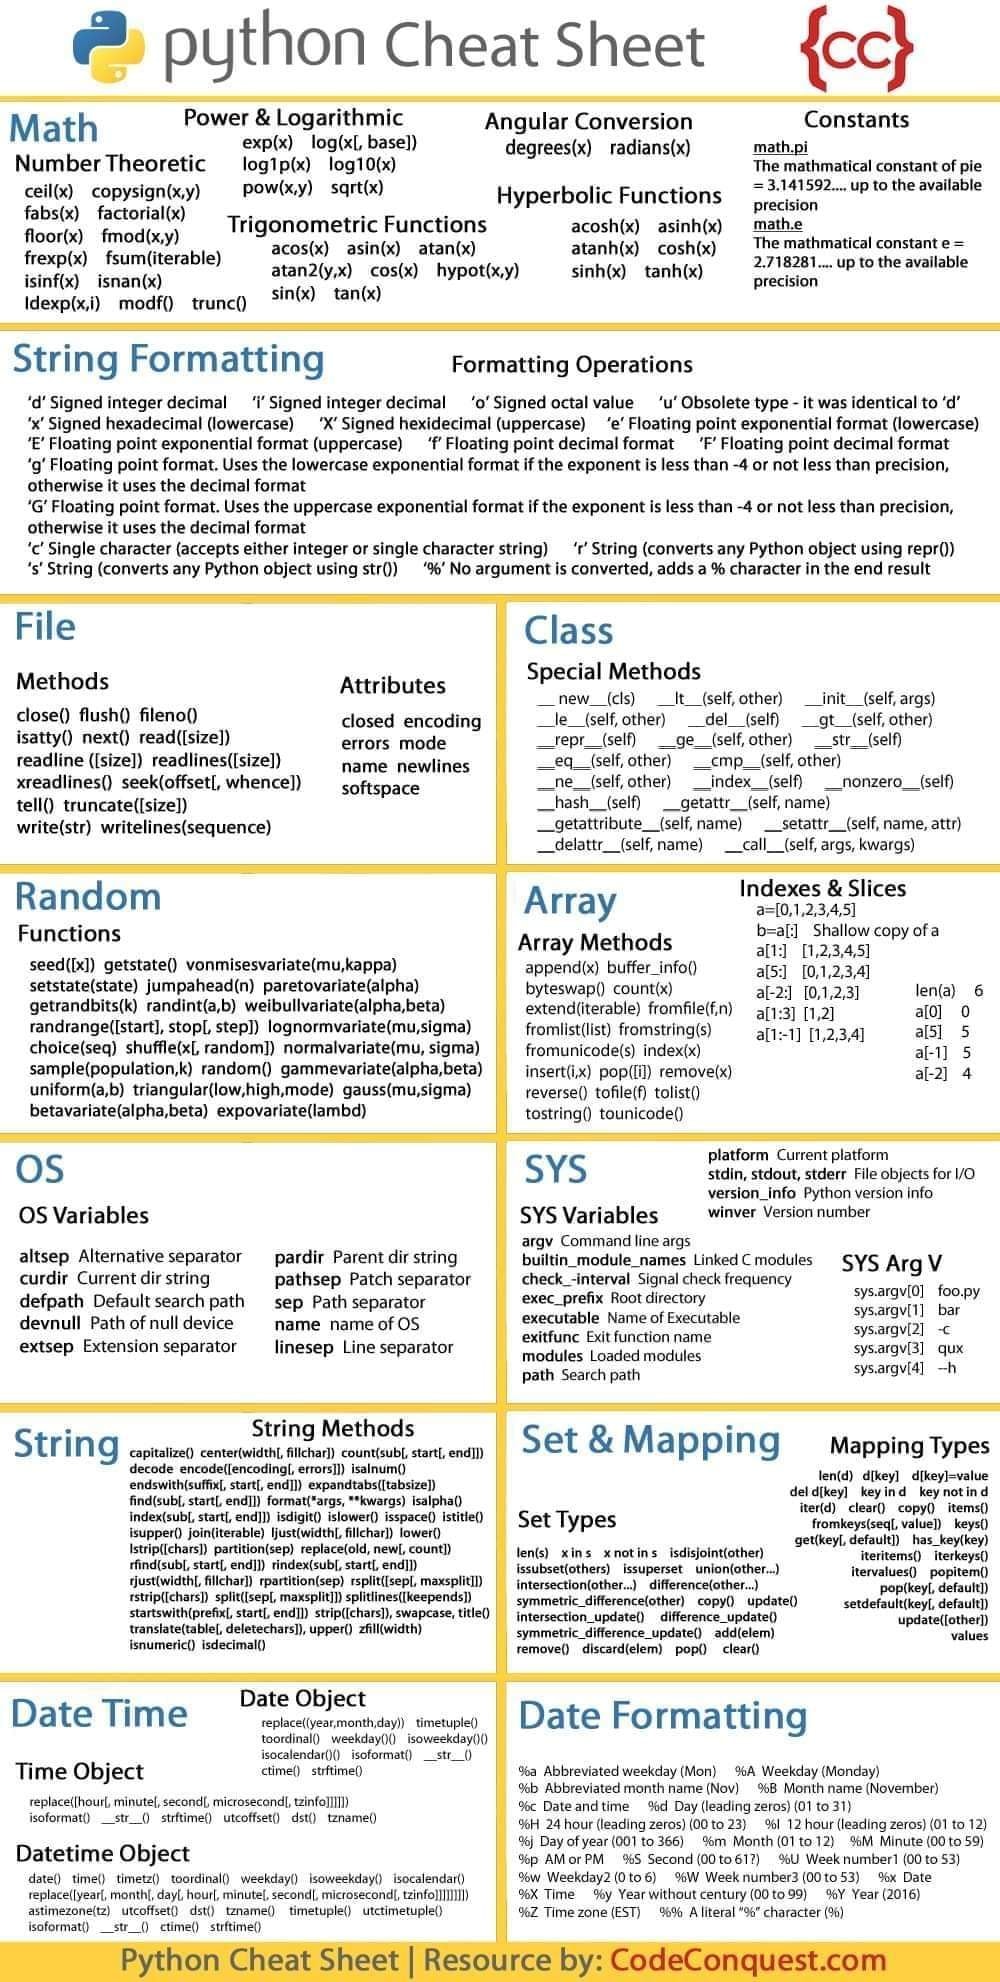 python Cheat Sheet
{cc}
Math
Number Theoretic
ceil(x) copysign(x,y)
fabs(x) factorial(x)
floor(x) fmod(x,y)
frexp(x) fsum(iterable)
isinf(x) isnan(x)
ldexp(x,i) modf() trunc()
Power & Logarithmic
exp(x) log(x[, base])
log1p(x) log10(x)
pow(x,y) sqrt(x)
Trigonometric Functions
acos(x) asin(x) atan(x)
atan2(y,x) cos(x) hypot(x,y)
sin(x) tan(x)
Angular Conversion
degrees(x) radians(x)
Hyperbolic Functions
acosh(x) asinh(x)
atanh(x) cosh(x)
sinh(x) tanh(x)
Constants
math.pi
The mathmatical constant of pie
= 3.141592.... up to the available
precision
math.e
The mathmatical constant e =
2.718281.... up to the available
precision
String Formatting
Formatting Operations
‘d’ Signed integer decimal ‘i’ Signed integer decimal ‘o’ Signed octal value ‘u’ Obsolete type - it was identical to ‘d’
‘x’ Signed hexadecimal (lowercase) ‘X’ Signed hexidecimal (uppercase) ‘e’ Floating point exponential format (lowercase)
‘E’ Floating point exponential format (uppercase) ‘f’ Floating point decimal format ‘F’ Floating point decimal format
‘g’ Floating point format. Uses the lowercase exponential format if the exponent is less than -4 or not less than precision,
otherwise it uses the decimal format
‘G’ Floating point format. Uses the uppercase exponential format if the exponent is less than -4 or not less than precision,
otherwise it uses the decimal format
‘c’ Single character (accepts either integer or single character string) ‘r’ String (converts any Python object using repr())
‘s’ String (converts any Python object using str()) ‘%’ No argument is converted, adds a % character in the end result
File
Methods
close() flush() fileno()
isatty() next() read([size])
readline ([size]) readlines([size])
xreadlines() seek(offset[, whence])
tell() truncate([size])
write(str) writelines(sequence)
Attributes
closed encoding
errors mode
name newlines
softspace
Class
Special Methods
__ new__(cls) __lt__(self, other) __init__(self, args)
__le__(self, other) __del__(self) __gt__(self, other)
__repr__(self) __ge__(self, other) __str__(self)
__eq__(self, other) __cmp__(self, other)
__ne__(self, other) __index__(self) __nonzero__(self)
__hash__(self) __getattr__(self, name)
__getattribute__(self, name) __setattr__(self, name, attr)
__delattr__(self, name) __call__(self, args, kwargs)
Random
Functions
seed([x]) getstate() vonmisesvariate(mu,kappa)
setstate(state) jumpahead(n) paretovariate(alpha)
getrandbits(k) randint(a,b) weibullvariate(alpha,beta)
randrange([start], stop[, step]) lognormvariate(mu,sigma)
choice(seq) shuffle(x[, random]) normalvariate(mu, sigma)
sample(population,k) random() gammevariate(alpha,beta)
uniform(a,b) triangular(low,high,mode) gauss(mu,sigma)
betavariate(alpha,beta) expovariate(lambd)
Array
Array Methods
append(x) buffer_info()
byteswap() count(x)
extend(iterable) fromfile(f,n)
fromlist(list) fromstring(s)
fromunicode(s) index(x)
insert(i,x) pop([i]) remove(x)
reverse() tofile(f) tolist()
tostring() tounicode()
Indexes & Slices
a=[0,1,2,3,4,5]
b=a[:] Shallow copy of a
a[1:] [1,2,3,4,5]
a[5:] [0,1,2,3,4]
a[-2:] [0,1,2,3]
a[1:3] [1,2]
a[1:-1] [1,2,3,4]
len(a) 6
a[0] 0
a[5] 5
a[-1] 5
a[-2] 4
OS
OS Variables
altsep Alternative separator
curdir Current dir string
defpath Default search path
devnull Path of null device
extsep Extension separator
pardir Parent dir string
pathsep Patch separator
sep Path separator
name name of OS
linesep Line separator
SYS
SYS Variables
argv Command line args
builtin_module_names Linked C modules
check_-interval Signal check frequency
exec_prefix Root directory
executable Name of Executable
exitfunc Exit function name
modules Loaded modules
path Search path
platform Current platform
stdin, stdout, stderr File objects for I/O
version_info Python version info
winver Version number
SYS Arg V
sys.argv[0] foo.py
sys.argv[1] bar
sys.argv[2] -c
sys.argv[3] qux
sys.argv[4] --h
String
String Methods
capitalize() center(width[, fillchar]) count(sub[, start[, end]])
decode encode([encoding[, errors]]) isalnum()
endswith(suffix[, start[, end]]) expandtabs([tabsize])
find(sub[, start[, end]]) format(*args, **kwargs) isalpha()
index(sub[, start[, end]]) isdigit() islower() isspace() istitle()
isupper() join(iterable) ljust(width[, fillchar]) lower()
lstrip([chars]) partition(sep) replace(old, new[, count])
rfind(sub[, start[, end]]) rindex(sub[, start[, end]])
rjust(width[, fillchar]) rpartition(sep) rsplit([sep[, maxsplit]])
rstrip([chars]) split([sep[, maxsplit]]) splitlines([keepends])
startswith(prefix[, start[, end]]) strip([chars]), swapcase, title()
translate(table[, deletechars]), upper() zfill(width)
isnumeric() isdecimal()
Set & Mapping
Set Types
len(s) x in s x not in s isdisjoint(other)
issubset(others) issuperset union(other...)
intersection(other...) difference(other...)
symmetric_difference(other) copy() update()
intersection_update() difference_update()
symmetric_difference_update() add(elem)
remove() discard(elem) pop() clear()
Mapping Types
len(d) d[key] d[key]=value
del d[key] key in d key not in d
iter(d) clear() copy() items()
fromkeys(seq[, value]) keys()
get(key[, default]) has_key(key)
iteritems() iterkeys()
itervalues() popitem()
pop(key[, default])
setdefault(key[, default])
update([other])
values
Date Time
Date Object
replace((year,month,day)) timetuple()
toordinal() weekday()() isoweekday()()
isocalendar()() isoformat() __str__()
ctime() strftime()
Time Object
replace([hour[, minute[, second[, microsecond[, tzinfo]]]]])
isoformat() __str__() strftime() utcoffset() dst() tzname()
Datetime Object
date() time() timetz() toordinal() weekday() isoweekday() isocalendar()
replace([year[, month[, day[, hour[, minute[, second[, microsecond[, tzinfo]]]]]]]])
astimezone(tz) utcoffset() dst() tzname() timetuple() utctimetuple()
isoformat() __str__() ctime() strftime()
Date Formatting
%a Abbreviated weekday (Mon) %A Weekday (Monday)
%b Abbreviated month name (Nov) %B Month name (November)
%c Date and time %d Day (leading zeros) (01 to 31)
%H 24 hour (leading zeros) (00 to 23) %I 12 hour (leading zeros) (01 to 12)
%j Day of year (001 to 366) %m Month (01 to 12) %M Minute (00 to 59)
%p AM or PM %S Second (00 to 61?) %U Week number1 (00 to 53)
%w Weekday2 (0 to 6) %W Week number3 (00 to 53) %x Date
%X Time %y Year without century (00 to 99) %Y Year (2016)
%Z Time zone (EST) %% A literal "%" character (%)
Python Cheat Sheet | Resource by: CodeConquest.com